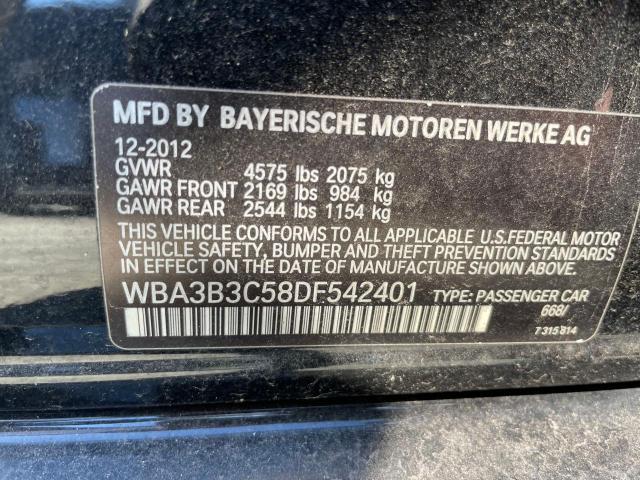 MFD BY BAYERISCHE MOTOREN WERKE AG
12-2012
GVWR 4575 lbs 2075 kg
GAWR FRONT 2169 lbs 984 kg
GAWR REAR 2544 lbs 1154 kg
THIS VEHICLE CONFORMS TO ALL APPLICABLE U.S.FEDERAL MOTOR
VEHICLE SAFETY, BUMPER AND THEFT PREVENTION STANDARDS
IN EFFECT ON THE DATE OF MANUFACTURE SHOWN ABOVE.
WBA3B3C58DF542401 TYPE: PASSENGER CAR
668/
7 315 814